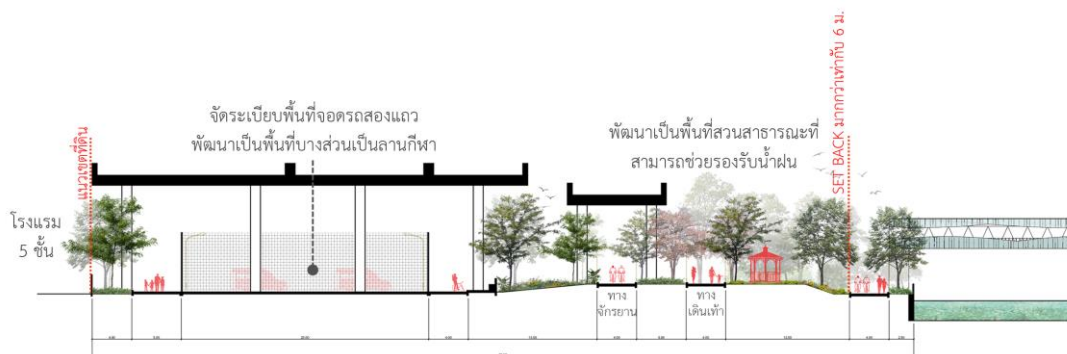 จัดระเบียบพื้นที่จอดรถสองแถว
พัฒนาเป็นพื้นที่บางส่วนเป็นลานกีฬา
พัฒนาเป็นพื้นที่สวนสาธารณะที่
สามารถช่วยรองรับน้ำฝน
แนวเขตที่ดิน
SET BACK มากกว่าเท่ากับ 6 ม.
โรงแรม
5 ชั้น
ทาง
จักรยาน
ทาง
เดินเท้า